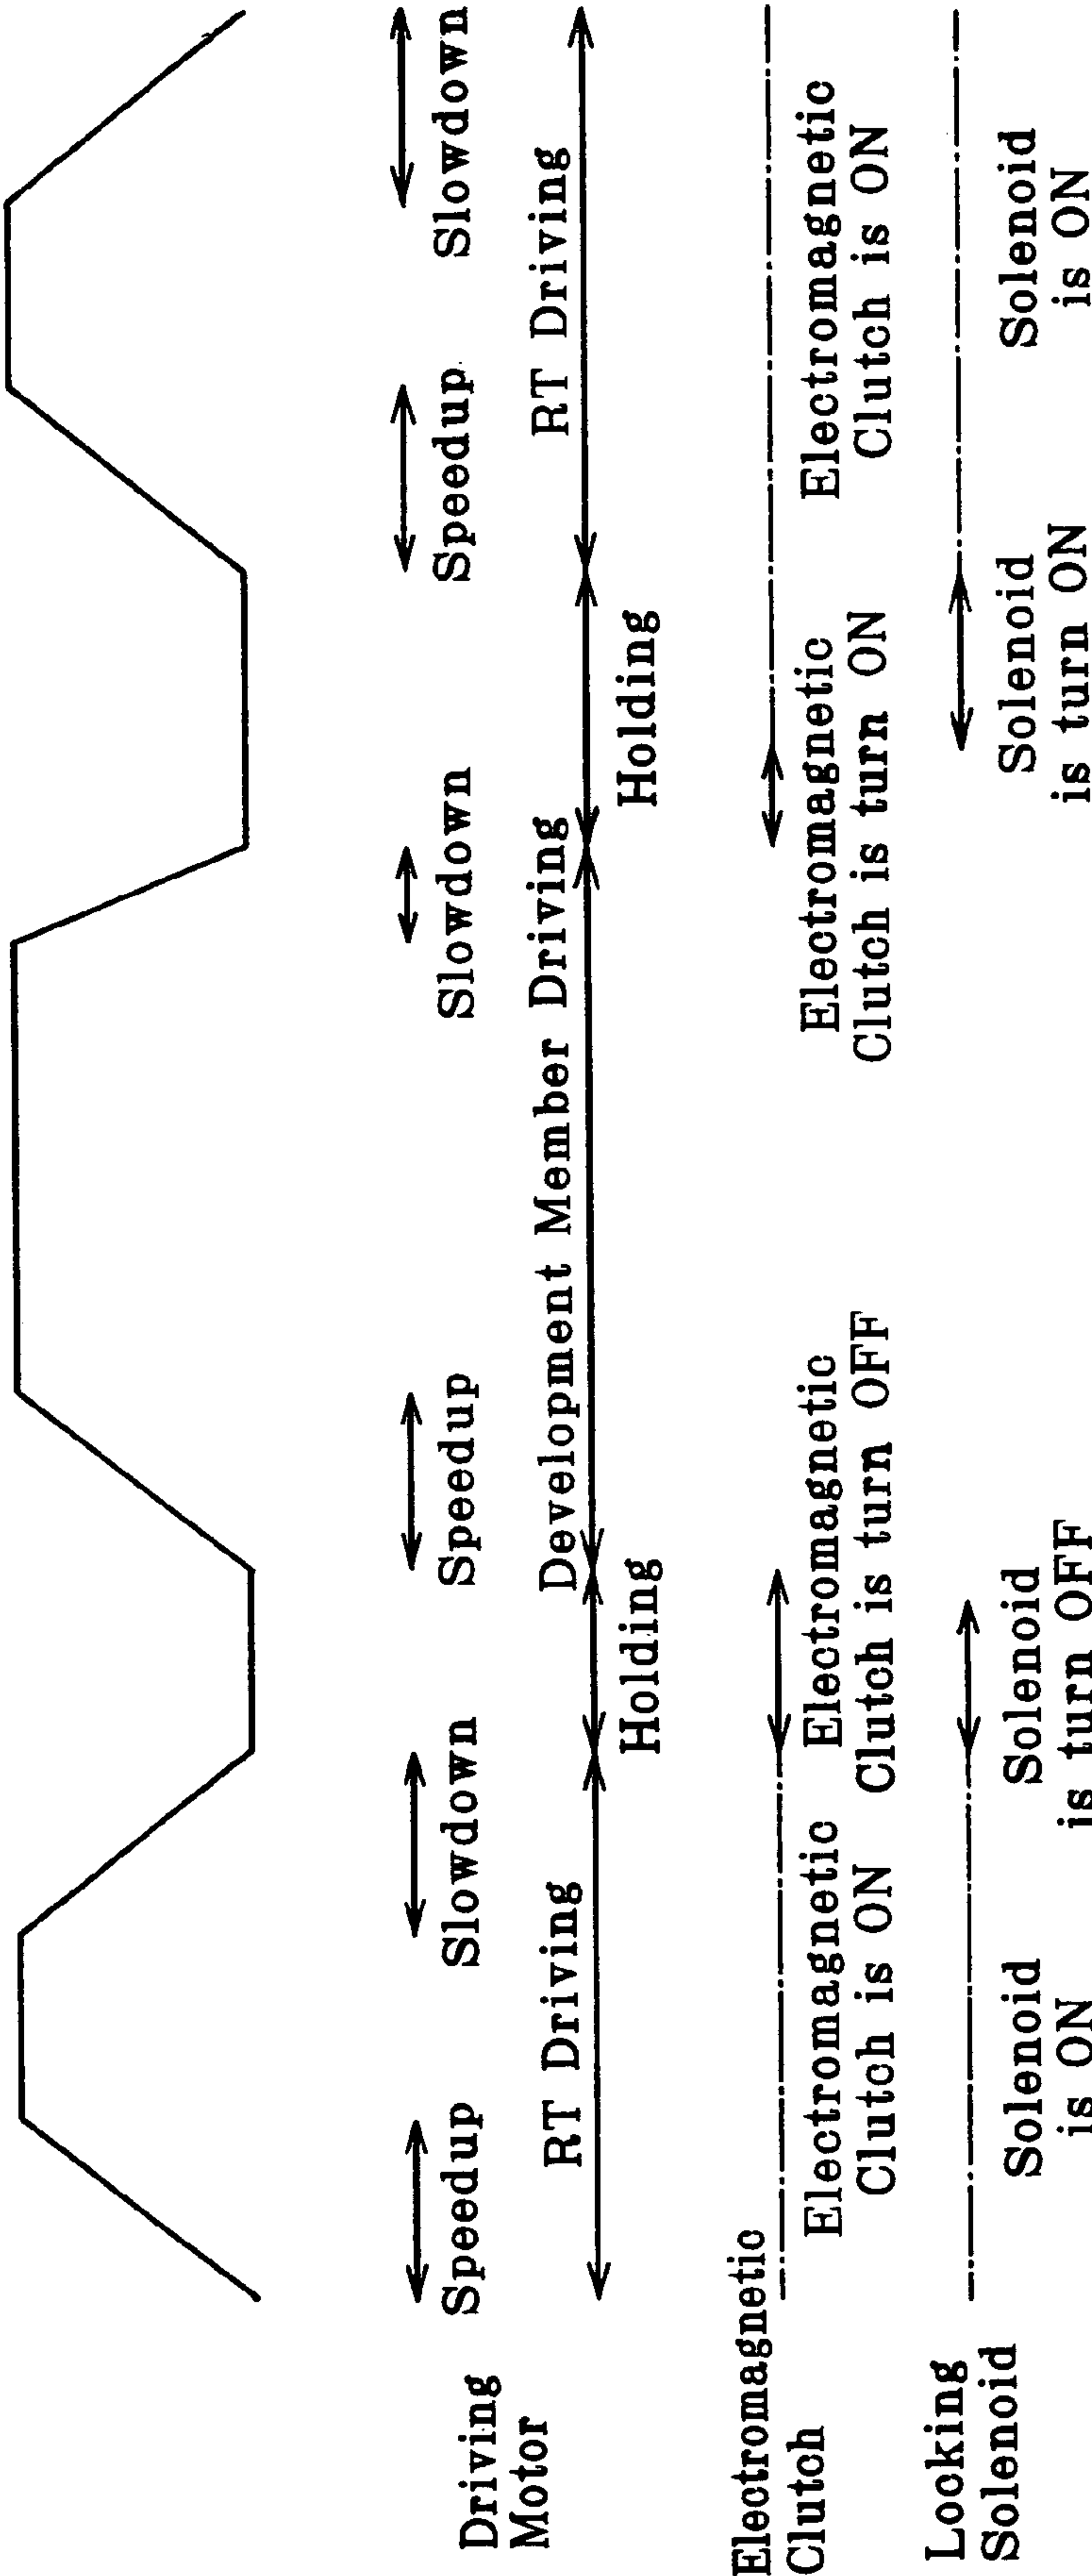 Speedup
Slowdown
Speedup
Slowdown
Speedup
Slowdown
Driving
Motor
RT Driving
Development Member Driving
RT Driving
Holding
Holding
Electromagnetic
Clutch
Electromagnetic
Clutch is ON
Electromagnetic
Clutch is turn OFF
Electromagnetic
Clutch is turn ON
Electromagnetic
Clutch is ON
Looking
Solenoid
Solenoid
is ON
Solenoid
is turn OFF
Solenoid
is turn ON
Solenoid
is ON